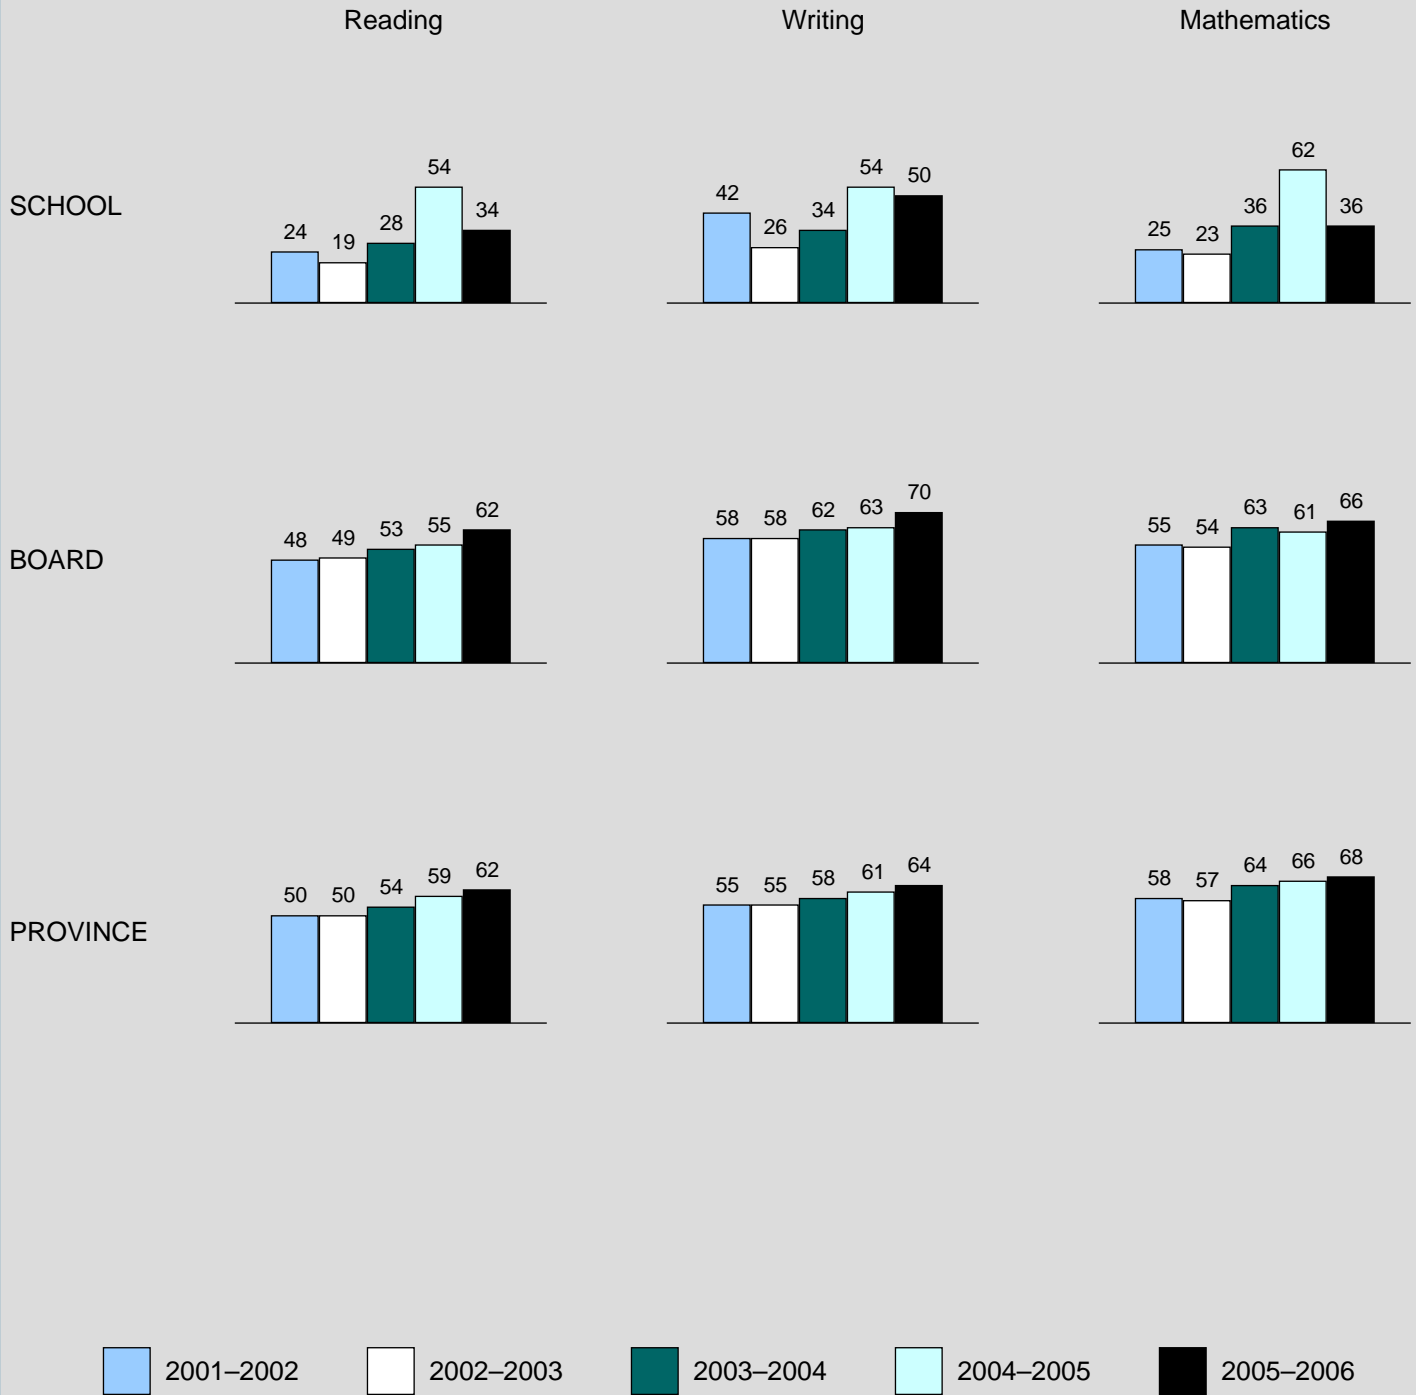 Reading Writing Mathematics
SCHOOL
24 19 28 54 34
42 26 34 54 50
25 23 36 62 36
BOARD
48 49 53 55 62
58 58 62 63 70
55 54 63 61 66
PROVINCE
50 50 54 59 62
55 55 58 61 64
58 57 64 66 68
2001–2002 2002–2003 2003–2004 2004–2005 2005–2006